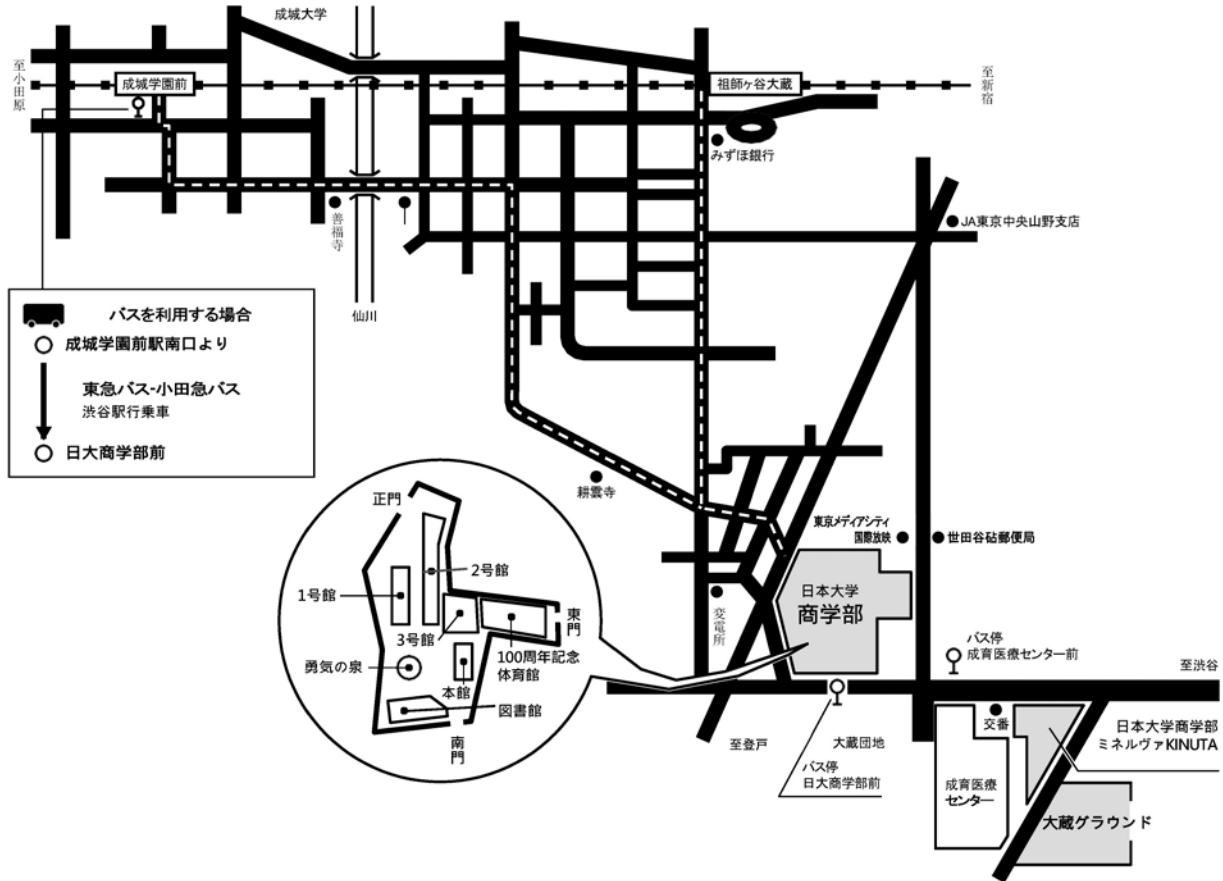 成城大学
至小田原
成城学園前
祖師ヶ谷大蔵
至新宿
みずほ銀行
善福寺
JA東京中央山野支店
仙川
バスを利用する場合
成城学園前駅南口より
東急バス-小田急バス
渋谷駅行乗車
日大商学部前
耕雲寺
正門
2号館
1号館
3号館
東門
100周年記念
体育館
勇気の泉
本館
図書館
南門
東京メディアシティ
国際放映
世田谷砧郵便局
日本大学
商学部
変電所
バス停
成育医療センター前
至渋谷
交番
日本大学商学部
ミネルヴァKINUTA
至登戸
大蔵団地
バス停
日大商学部前
成育医療
センター
大蔵グラウンド